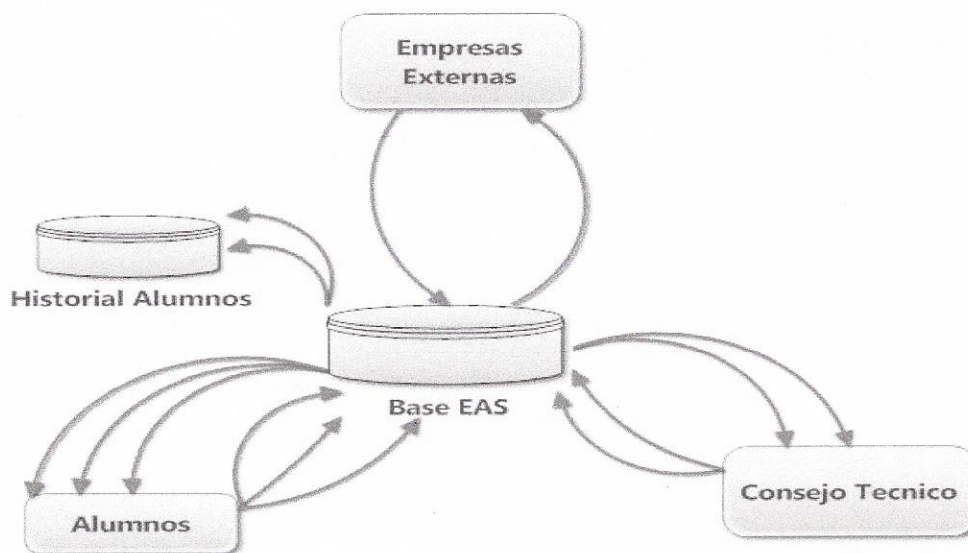 Empresas
Externas
Historial Alumnos
Base EAS
Alumnos
Consejo Tecnico